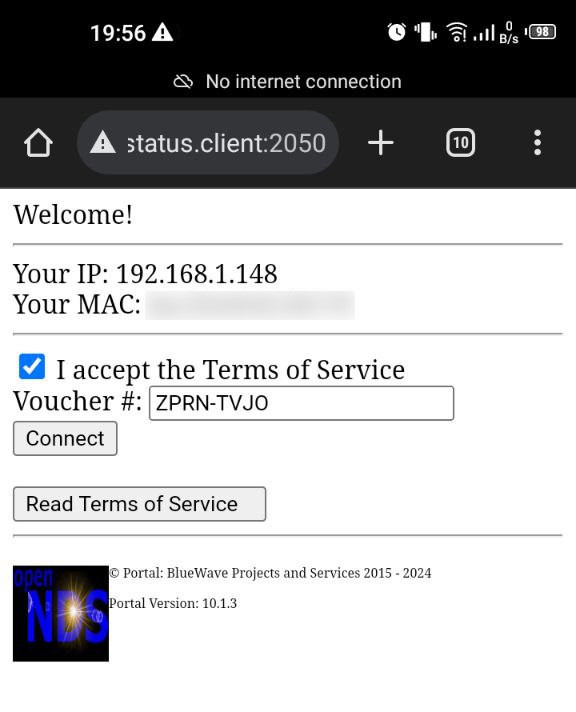 19:56 0 B/s 98
No internet connection
status.client:2050 10
Welcome!
Your IP: 192.168.1.148
Your MAC:
I accept the Terms of Service
Voucher #: ZPRN-TVJO
Connect
Read Terms of Service
open
NDS
© Portal: BlueWave Projects and Services 2015 - 2024
Portal Version: 10.1.3